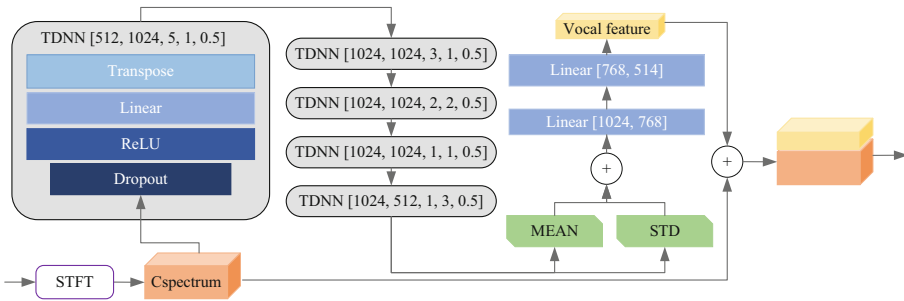 TDNN [512, 1024, 5, 1, 0.5]
Transpose
Linear
ReLU
Dropout
STFT
Cspectrum
TDNN [1024, 1024, 3, 1, 0.5]
TDNN [1024, 1024, 2, 2, 0.5]
TDNN [1024, 1024, 1, 1, 0.5]
TDNN [1024, 512, 1, 3, 0.5]
Vocal feature
Linear [768, 514]
Linear [1024, 768]
+
MEAN
STD
+